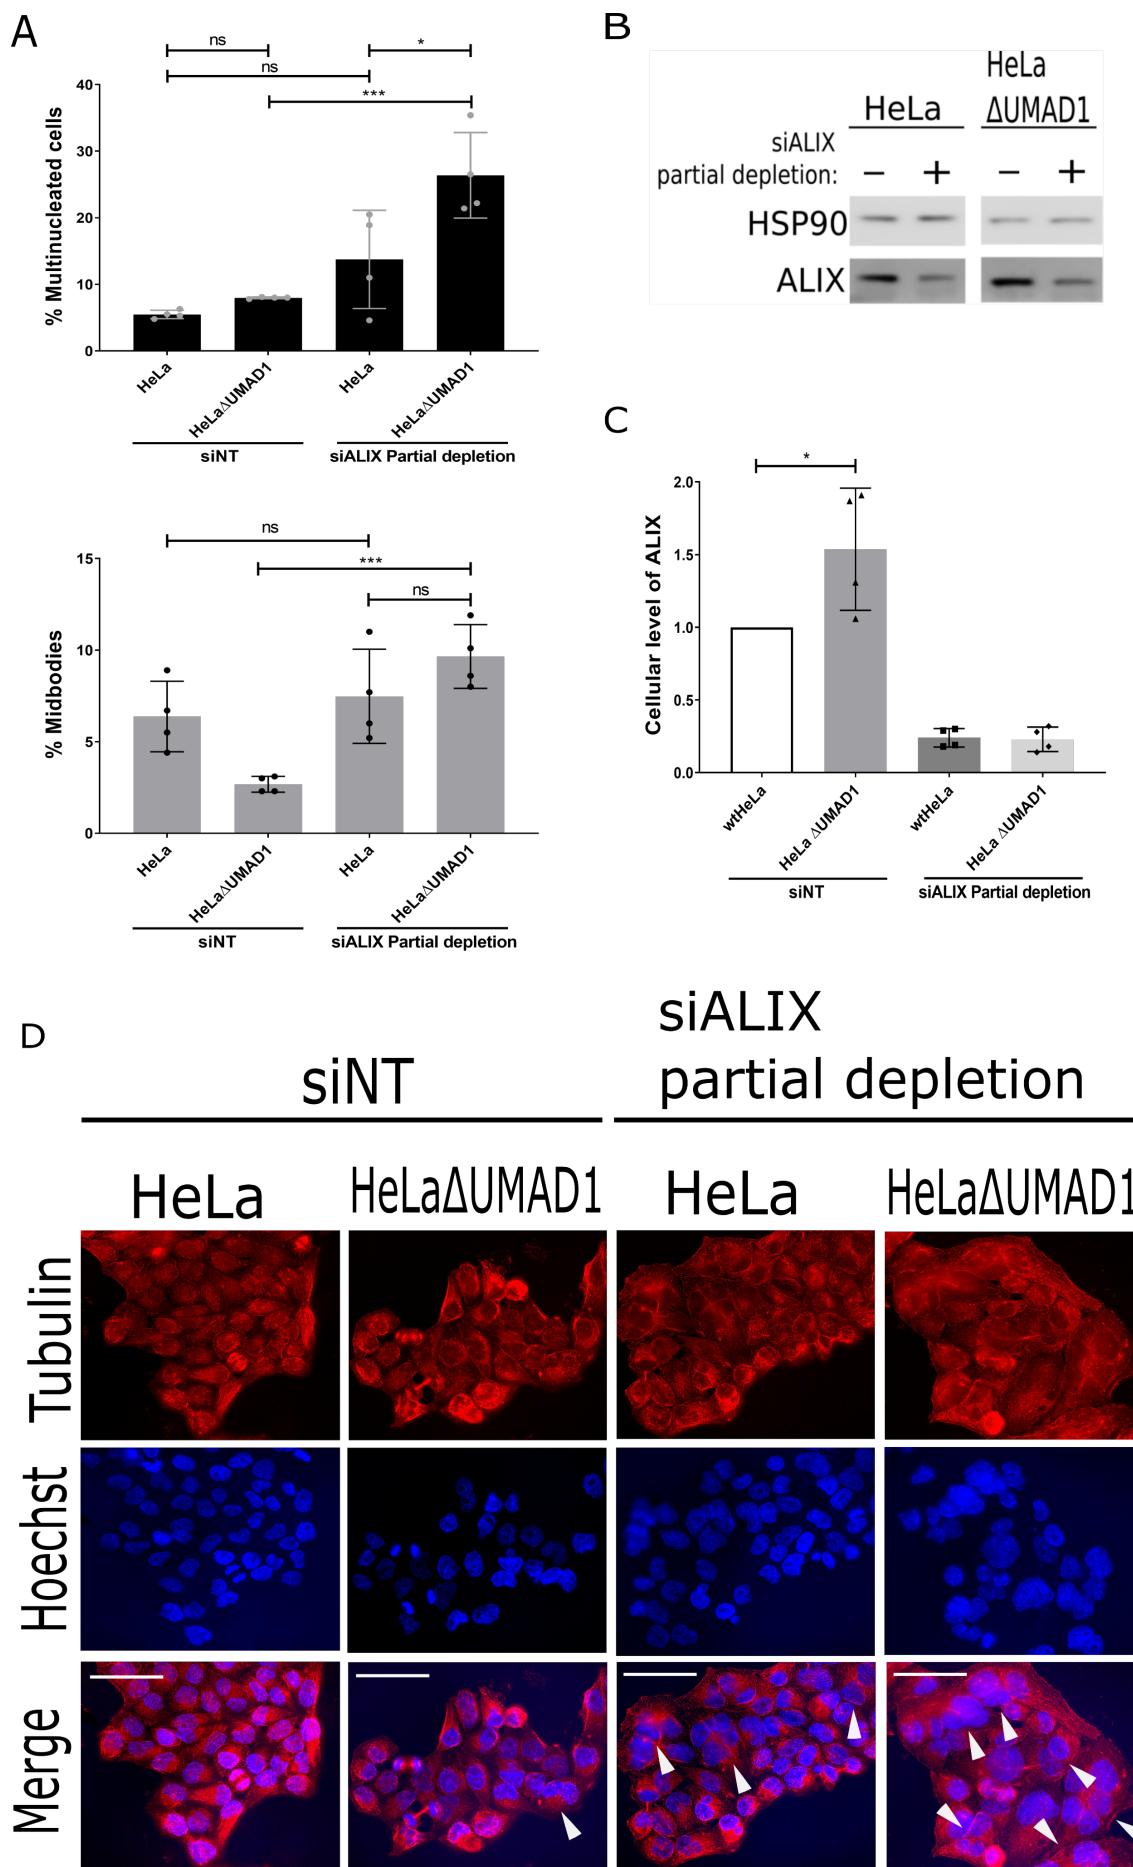 A
ns
*
ns
***
% Multinucleated cells
40
30
20
10
0
HeLa
HeLaΔUMAD1
HeLa
HeLaΔUMAD1
siNT
siALIX Partial depletion
ns
***
ns
% Midbodies
15
10
5
0
HeLa
HeLaΔUMAD1
HeLa
HeLaΔUMAD1
siNT
siALIX Partial depletion
B
HeLa
HeLa
ΔUMAD1
siALIX
partial depletion:
− + − +
HSP90
ALIX
C
*
Cellular level of ALIX
2.0
1.5
1.0
0.5
0.0
wtHeLa
HeLa ΔUMAD1
wtHeLa
HeLa ΔUMAD1
siNT
siALIX Partial depletion
D
siNT
siALIX
partial depletion
HeLa
HeLaΔUMAD1
HeLa
HeLaΔUMAD1
Tubulin
Hoechst
Merge